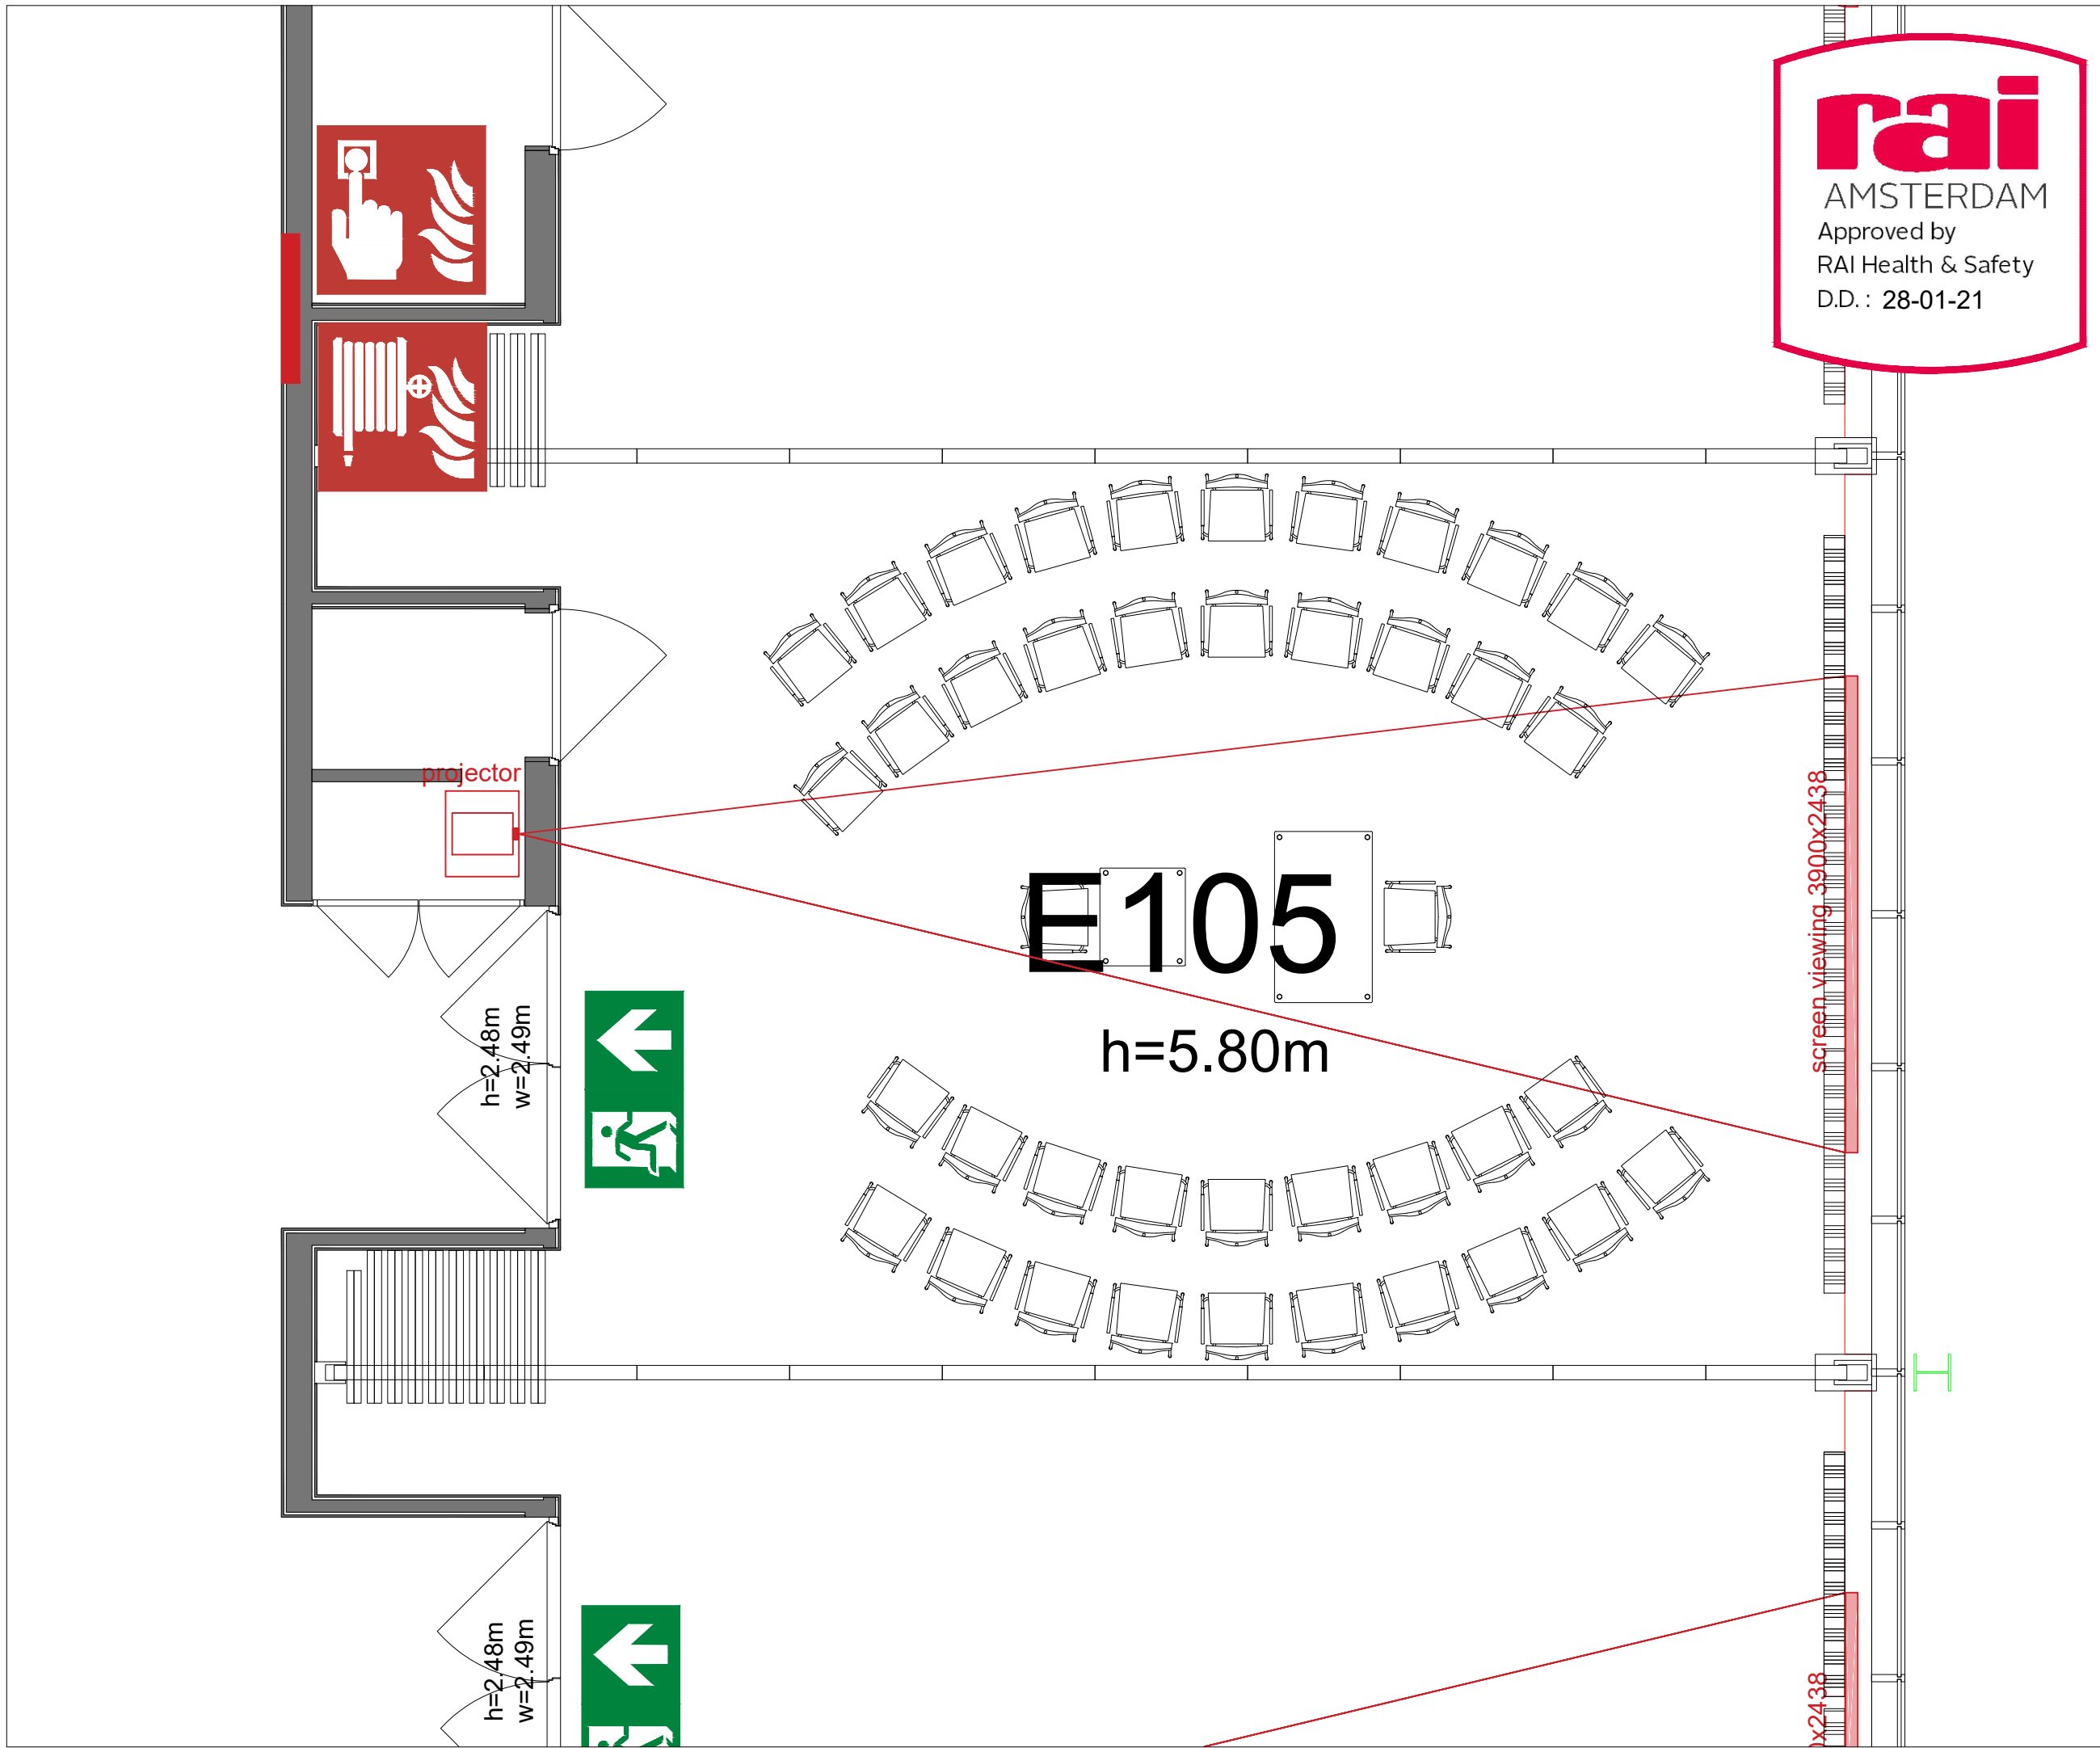 rai
AMSTERDAM
Approved by
RAI Health & Safety
D.D. : 28-01-21
projector
screen viewing 3900x2438
E105
h=5.80m
h=2.48m
w=2.49m
h=2.48m
w=2.49m
x2438